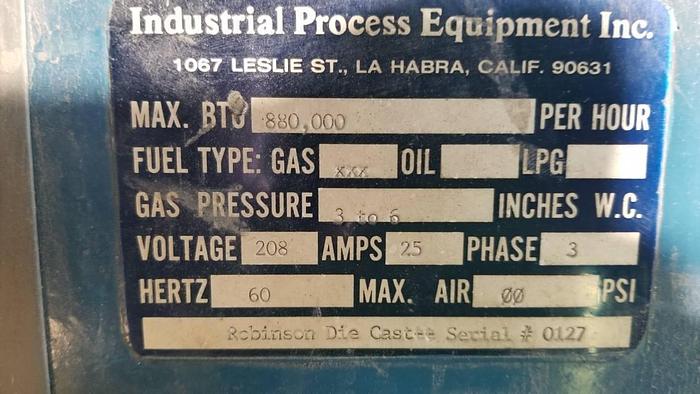 Industrial Process Equipment Inc.
1067 LESLIE ST., LA HABRA, CALIF. 90631
MAX. BTU 880,000 PER HOUR
FUEL TYPE: GAS xxx OIL LPG
GAS PRESSURE 3 to 6 INCHES W.C.
VOLTAGE 208 AMPS 25 PHASE 3
HERTZ 60 MAX. AIR 00 PSI
Robinson Die Serial # 0127